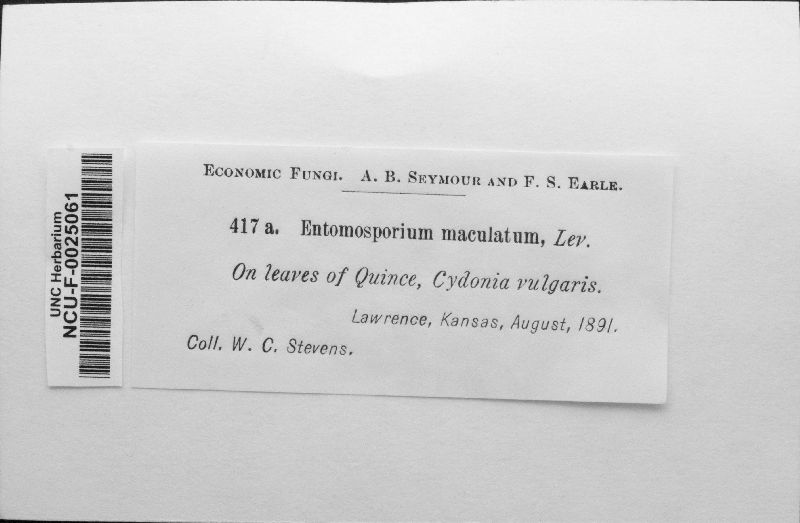 UNC Herbarium
NCU-F-0025061
ECONOMIC FUNGI. A. B. SEYMOUR AND F. S. EARLE.
417 a. Entomosporium maculatum, Lev.
On leaves of Quince, Cydonia vulgaris.
Lawrence, Kansas, August, 1891.
Coll. W. C. Stevens.